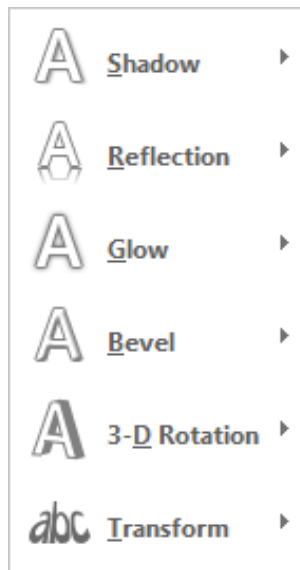 A Shadow
A Reflection
A Glow
A Bevel
A 3-D Rotation
abc Transform